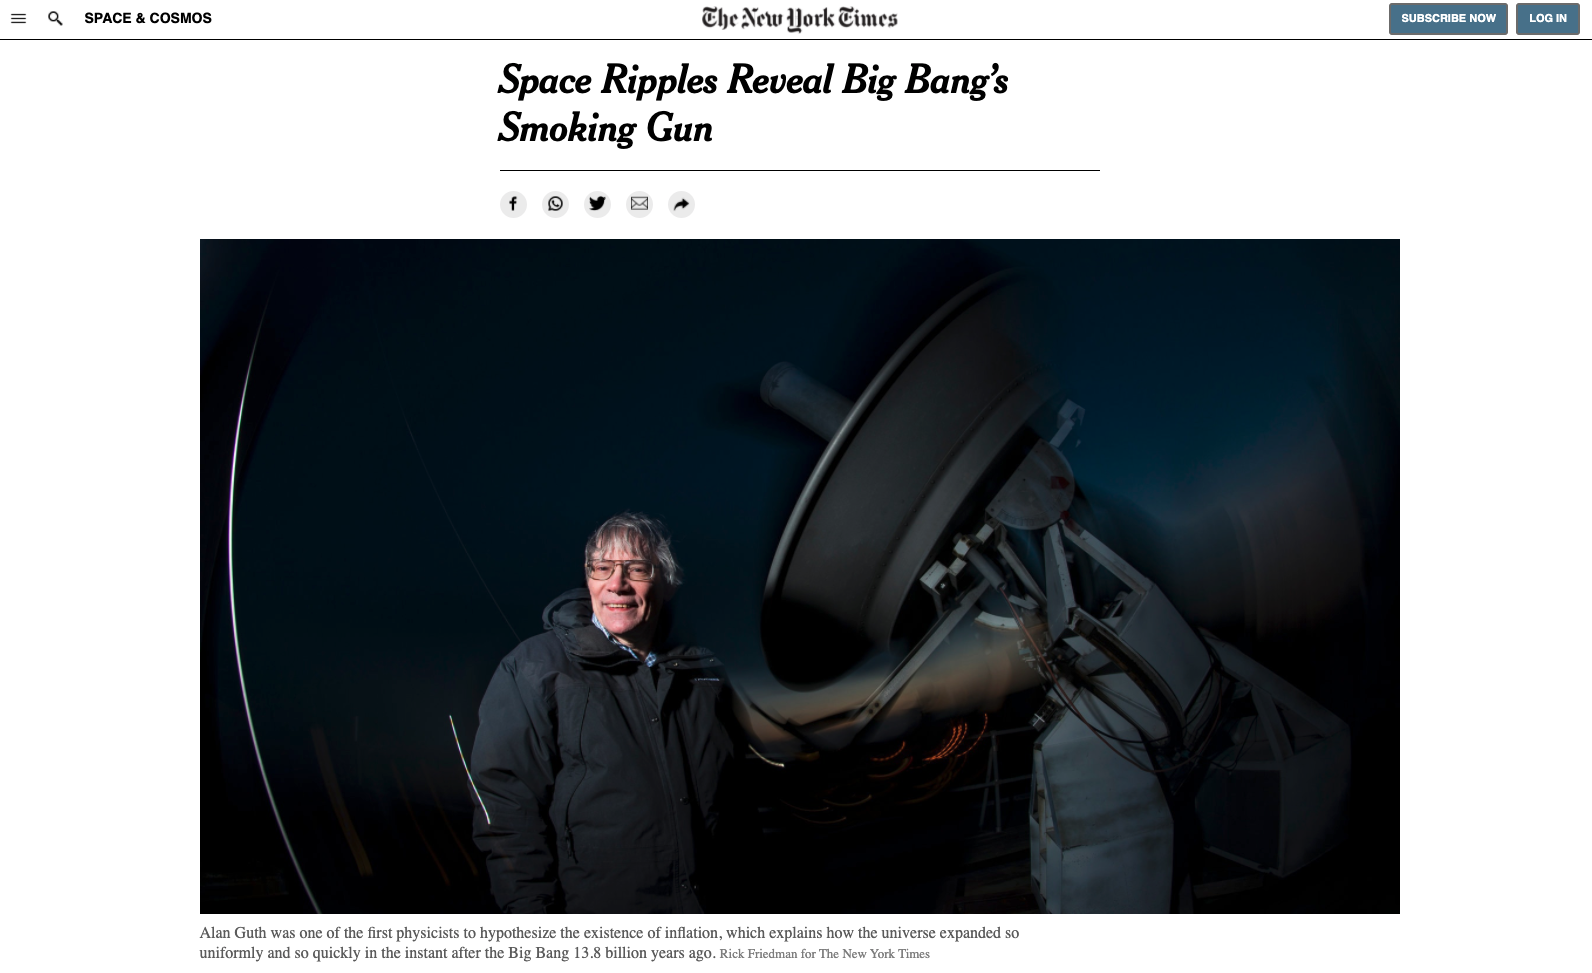 SPACE & COSMOS
The New York Times
SUBSCRIBE NOW
LOG IN
Space Ripples Reveal Big Bang’s
Smoking Gun
Alan Guth was one of the first physicists to hypothesize the existence of inflation, which explains how the universe expanded so
uniformly and so quickly in the instant after the Big Bang 13.8 billion years ago. Rick Friedman for The New York Times